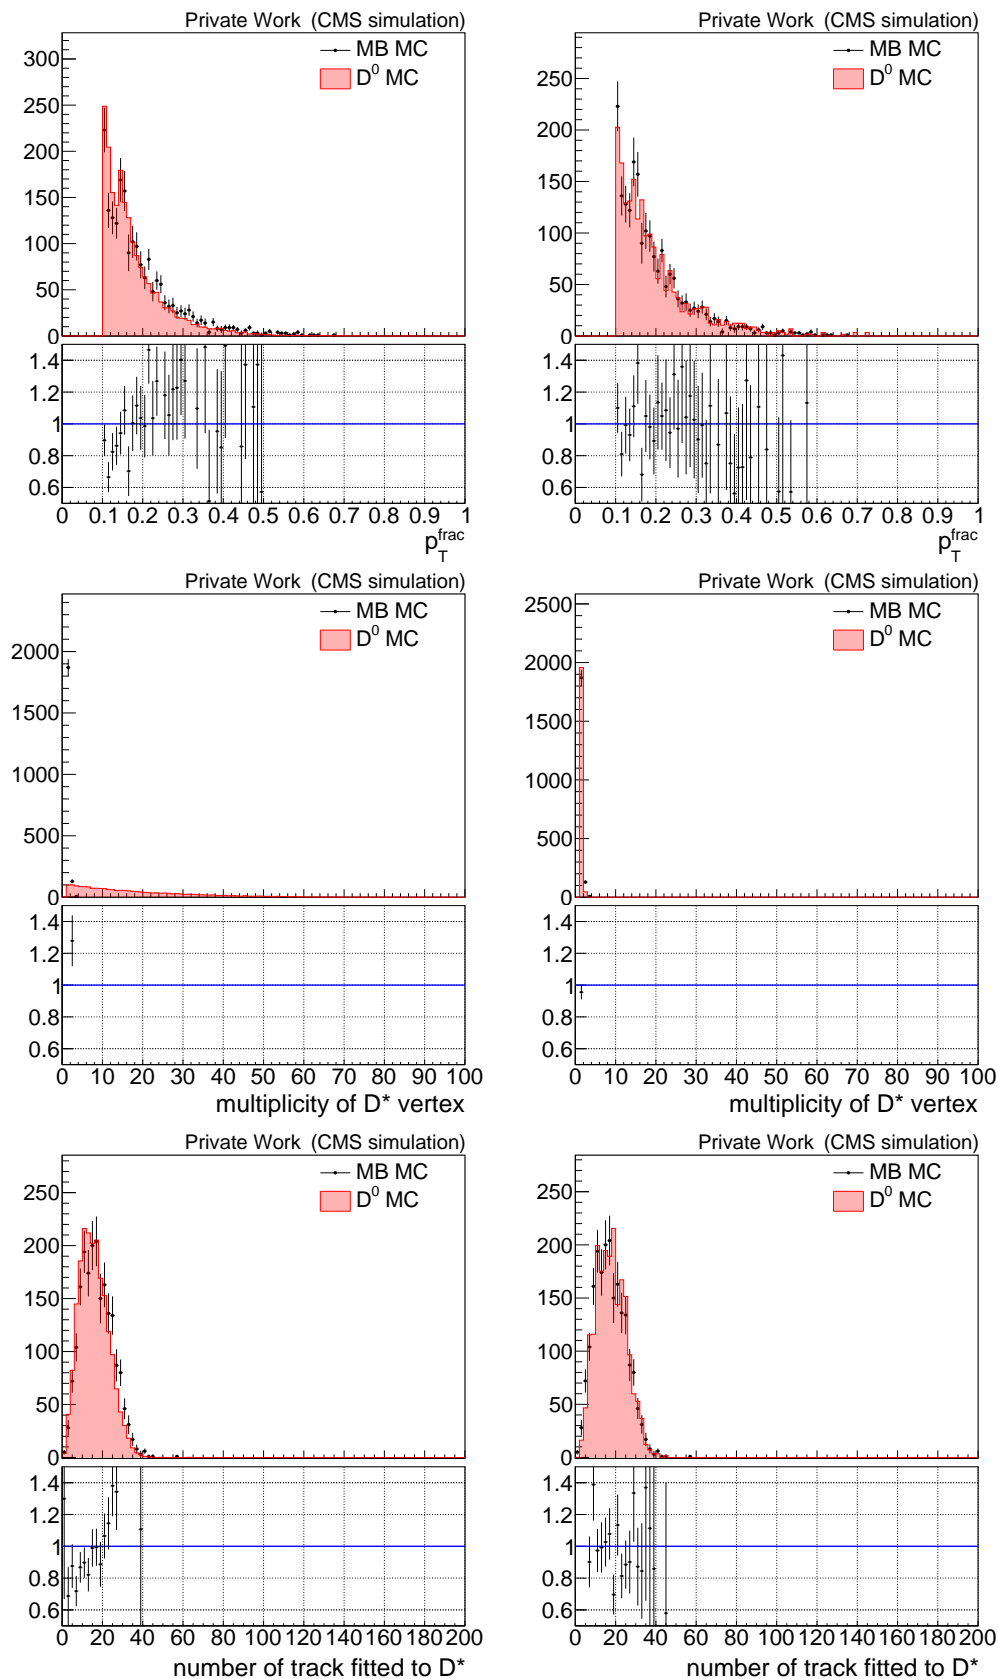 Private Work (CMS simulation)
MB MC
D⁰ MC
300
250
200
150
100
50
0
1.4
1.2
1
0.8
0.6
0 0.1 0.2 0.3 0.4 0.5 0.6 0.7 0.8 0.9 1
p_T^frac
Private Work (CMS simulation)
MB MC
D⁰ MC
250
200
150
100
50
0
1.4
1.2
1
0.8
0.6
0 0.1 0.2 0.3 0.4 0.5 0.6 0.7 0.8 0.9 1
p_T^frac
Private Work (CMS simulation)
MB MC
D⁰ MC
2000
1500
1000
500
0
1.4
1.2
1
0.8
0.6
0 10 20 30 40 50 60 70 80 90 100
multiplicity of D* vertex
Private Work (CMS simulation)
MB MC
D⁰ MC
2500
2000
1500
1000
500
0
1.4
1.2
1
0.8
0.6
0 10 20 30 40 50 60 70 80 90 100
multiplicity of D* vertex
Private Work (CMS simulation)
MB MC
D⁰ MC
250
200
150
100
50
0
1.4
1.2
1
0.8
0.6
0 20 40 60 80 100 120 140 160 180 200
number of track fitted to D*
Private Work (CMS simulation)
MB MC
D⁰ MC
250
200
150
100
50
0
1.4
1.2
1
0.8
0.6
0 20 40 60 80 100 120 140 160 180 200
number of track fitted to D*